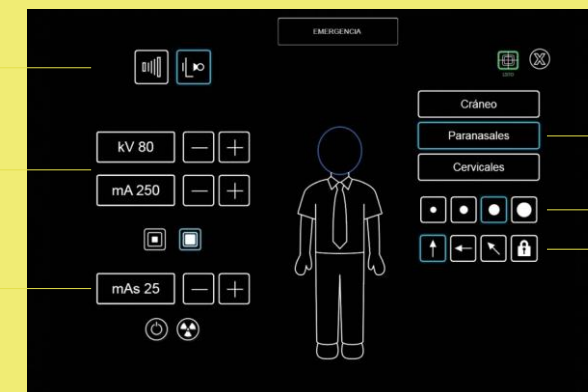 EMERGENCIA
Cráneo
Paranasales
Cervicales
kV 80
mA 250
mAs 25